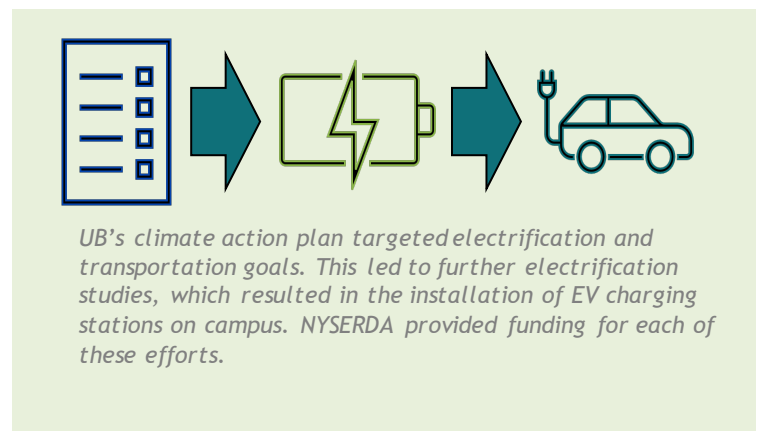 UB’s climate action plan targeted electrification and
transportation goals. This led to further electrification
studies, which resulted in the installation of EV charging
stations on campus. NYSERDA provided funding for each of
these efforts.